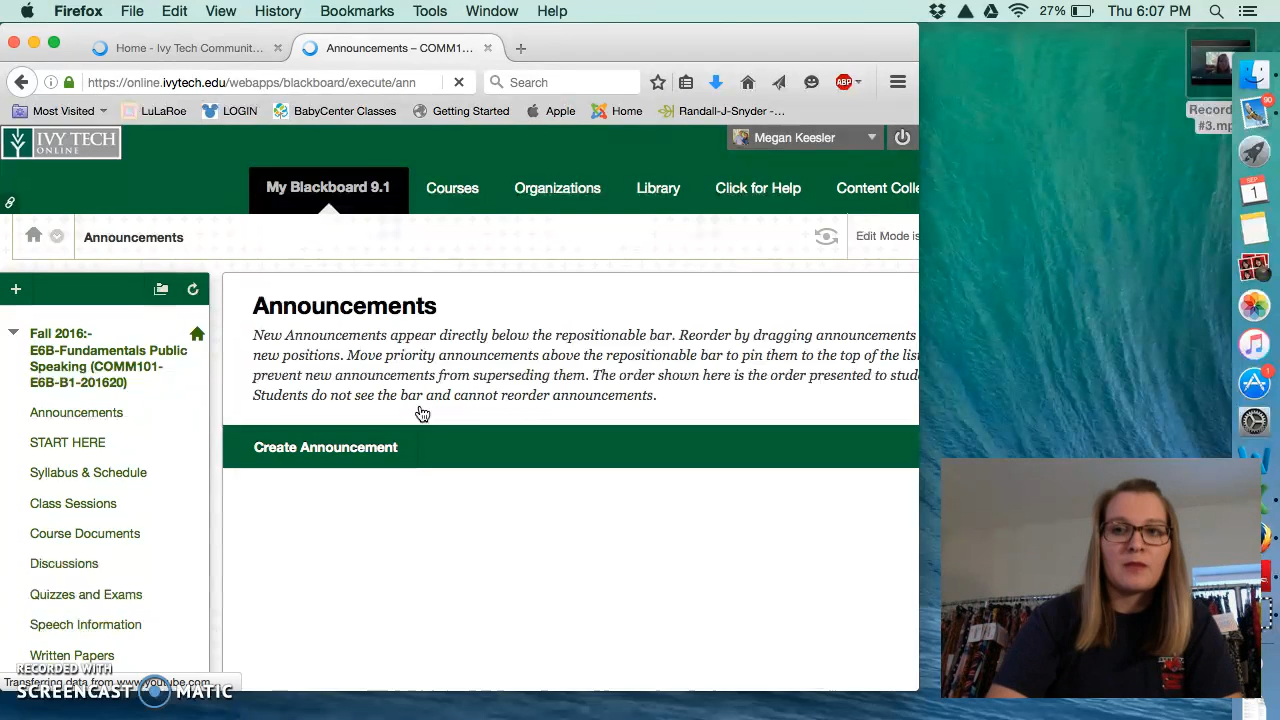 Firefox File Edit View History Bookmarks Tools Window Help 27% Thu 6:07 PM
Home - Ivy Tech Communit... × Announcements – COMM1... × +
https://online.ivytech.edu/webapps/blackboard/execute/ann × Search ABP
Most Visited LuLaRoe LOGIN BabyCenter Classes Getting Started Apple Home Randall-J-Snyder -...
IVY TECH
ONLINE
Megan Keesler
My Blackboard 9.1 Courses Organizations Library Click for Help Content Colle
Announcements Edit Mode is
Fall 2016:-
E6B-Fundamentals Public
Speaking (COMM101-
E6B-B1-201620)
Announcements
START HERE
Syllabus & Schedule
Class Sessions
Course Documents
Discussions
Quizzes and Exams
Speech Information
Written Papers
Announcements
New Announcements appear directly below the repositionable bar. Reorder by dragging announcements
new positions. Move priority announcements above the repositionable bar to pin them to the top of the lis
prevent new announcements from superseding them. The order shown here is the order presented to stude
Students do not see the bar and cannot reorder announcements.
Create Announcement
Transferring data from www.youtube.com
RECORDED WITH
SCREENCAST MATIC
Record
#3.mp
90
SEP
1
1